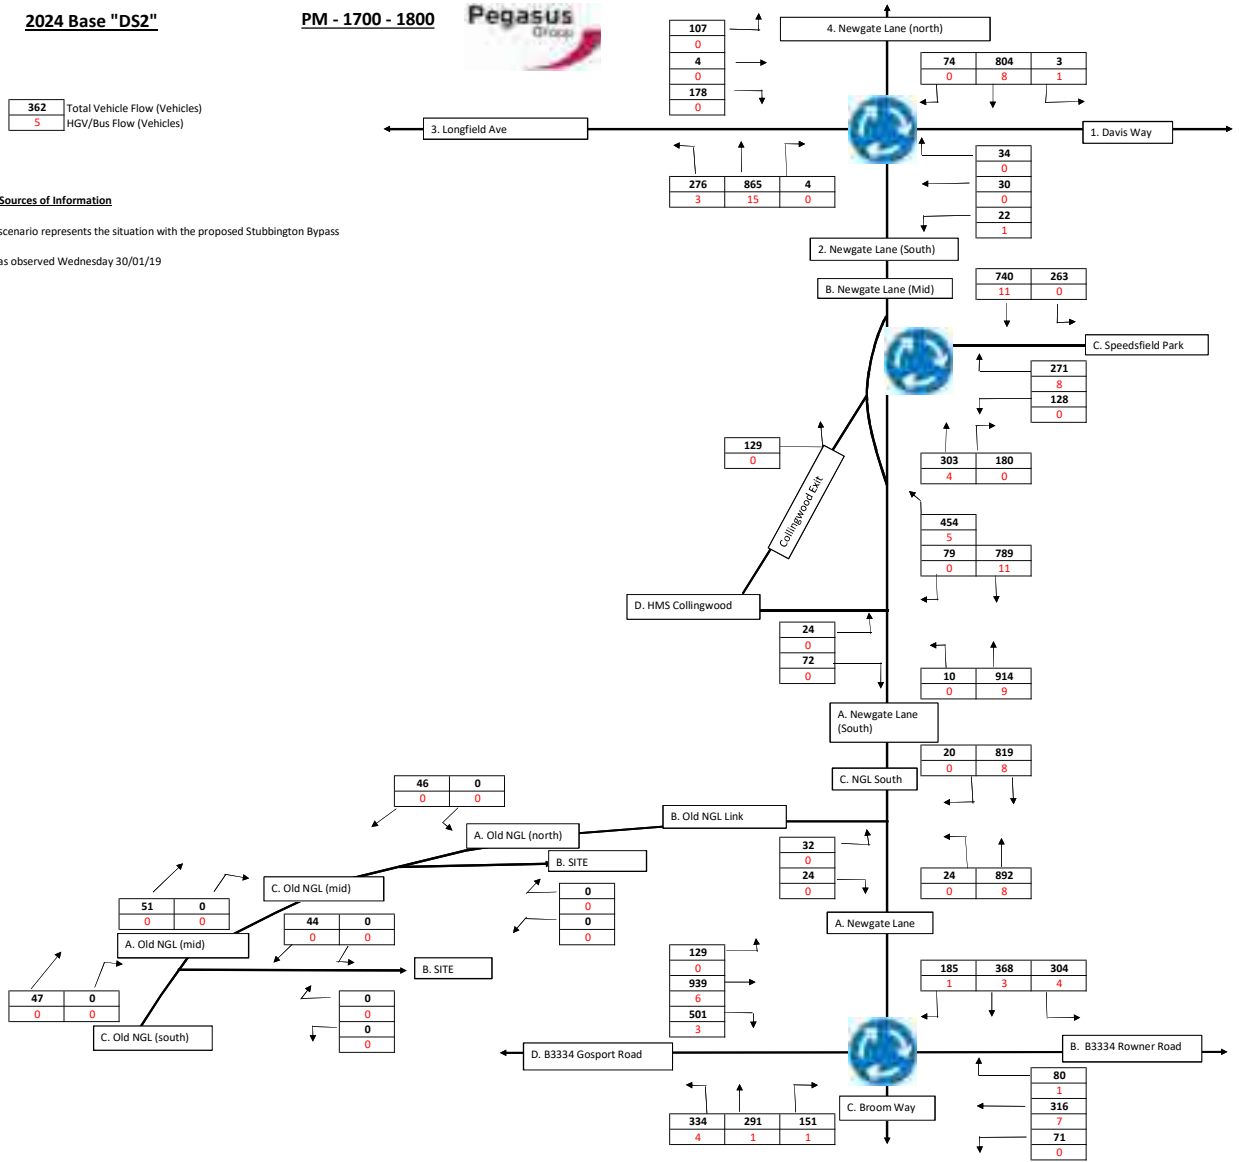 2024 Base "DS2"
PM - 1700 - 1800
Pegasus
Group
362 Total Vehicle Flow (Vehicles)
5 HGV/Bus Flow (Vehicles)
Sources of Information
scenario represents the situation with the proposed Stubbington Bypass
as observed Wednesday 30/01/19
107
0
4
0
178
0
4. Newgate Lane (north)
74 804 3
0 8 1
3. Longfield Ave
1. Davis Way
276 865 4
3 15 0
34
0
30
0
22
1
2. Newgate Lane (South)
B. Newgate Lane (Mid)
740 263
11 0
C. Speedsfield Park
271
8
128
0
129
0
303 180
4 0
Collingwood Exit
454
5
79 789
0 11
D. HMS Collingwood
24
0
72
0
10 914
0 9
A. Newgate Lane
(South)
20 819
0 8
C. NGL South
46 0
0 0
B. Old NGL Link
A. Old NGL (north)
32
0
24
0
24 892
0 8
B. SITE
C. Old NGL (mid)
0
0
0
0
51 0
0 0
44 0
0 0
A. Newgate Lane
A. Old NGL (mid)
B. SITE
129
0
939
6
501
3
185 368 304
1 3 4
47 0
0 0
0
0
0
0
C. Old NGL (south)
D. B3334 Gosport Road
B. B3334 Rowner Road
80
1
316
7
71
0
C. Broom Way
334 291 151
4 1 1